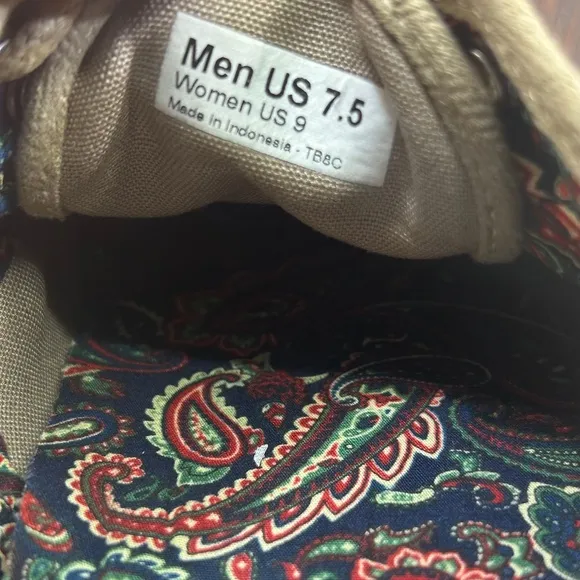 Men US 7.5
Women US 9
Made in Indonesia - TB8C